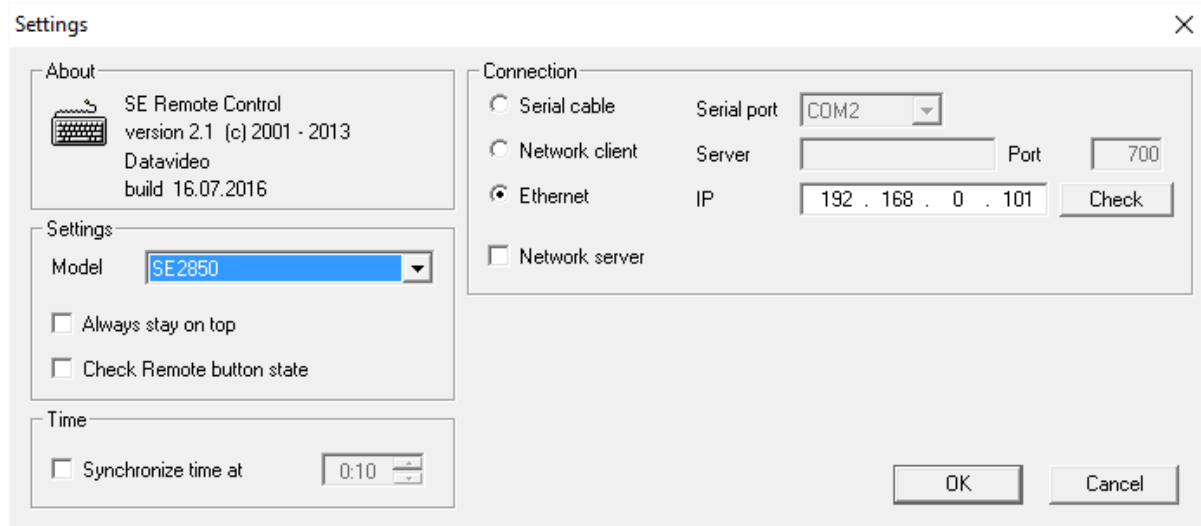 Settings
About
SE Remote Control
version 2.1 (c) 2001 - 2013
Datavideo
build 16.07.2016
Settings
Model SE2850
Always stay on top
Check Remote button state
Time
Synchronize time at 0:10
Connection
Serial cable Serial port COM2
Network client Server Port 700
Ethernet IP 192 . 168 . 0 . 101 Check
Network server
OK Cancel